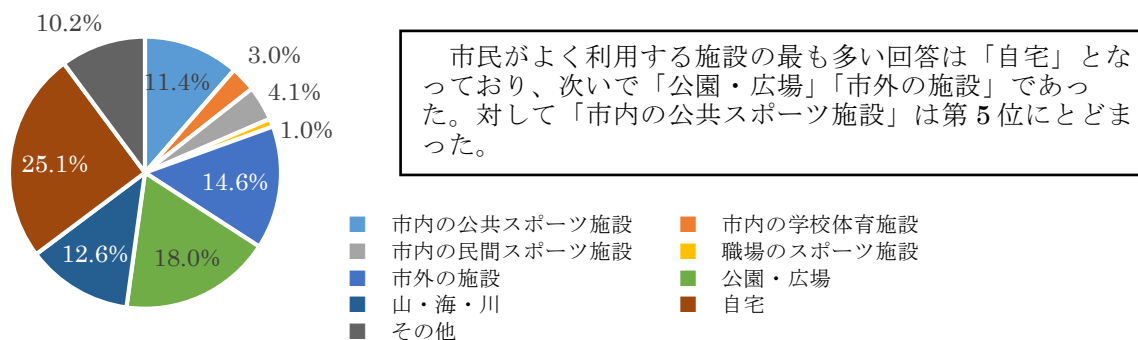 10.2%
3.0%
11.4%
4.1%
1.0%
25.1%
14.6%
12.6%
18.0%
市民がよく利用する施設の最も多い回答は「自宅」とな
っており、次いで「公園・広場」「市外の施設」であっ
た。対して「市内の公共スポーツ施設」は第 5 位にとどま
った。
市内の公共スポーツ施設
市内の学校体育施設
市内の民間スポーツ施設
職場のスポーツ施設
市外の施設
公園・広場
山・海・川
自宅
その他